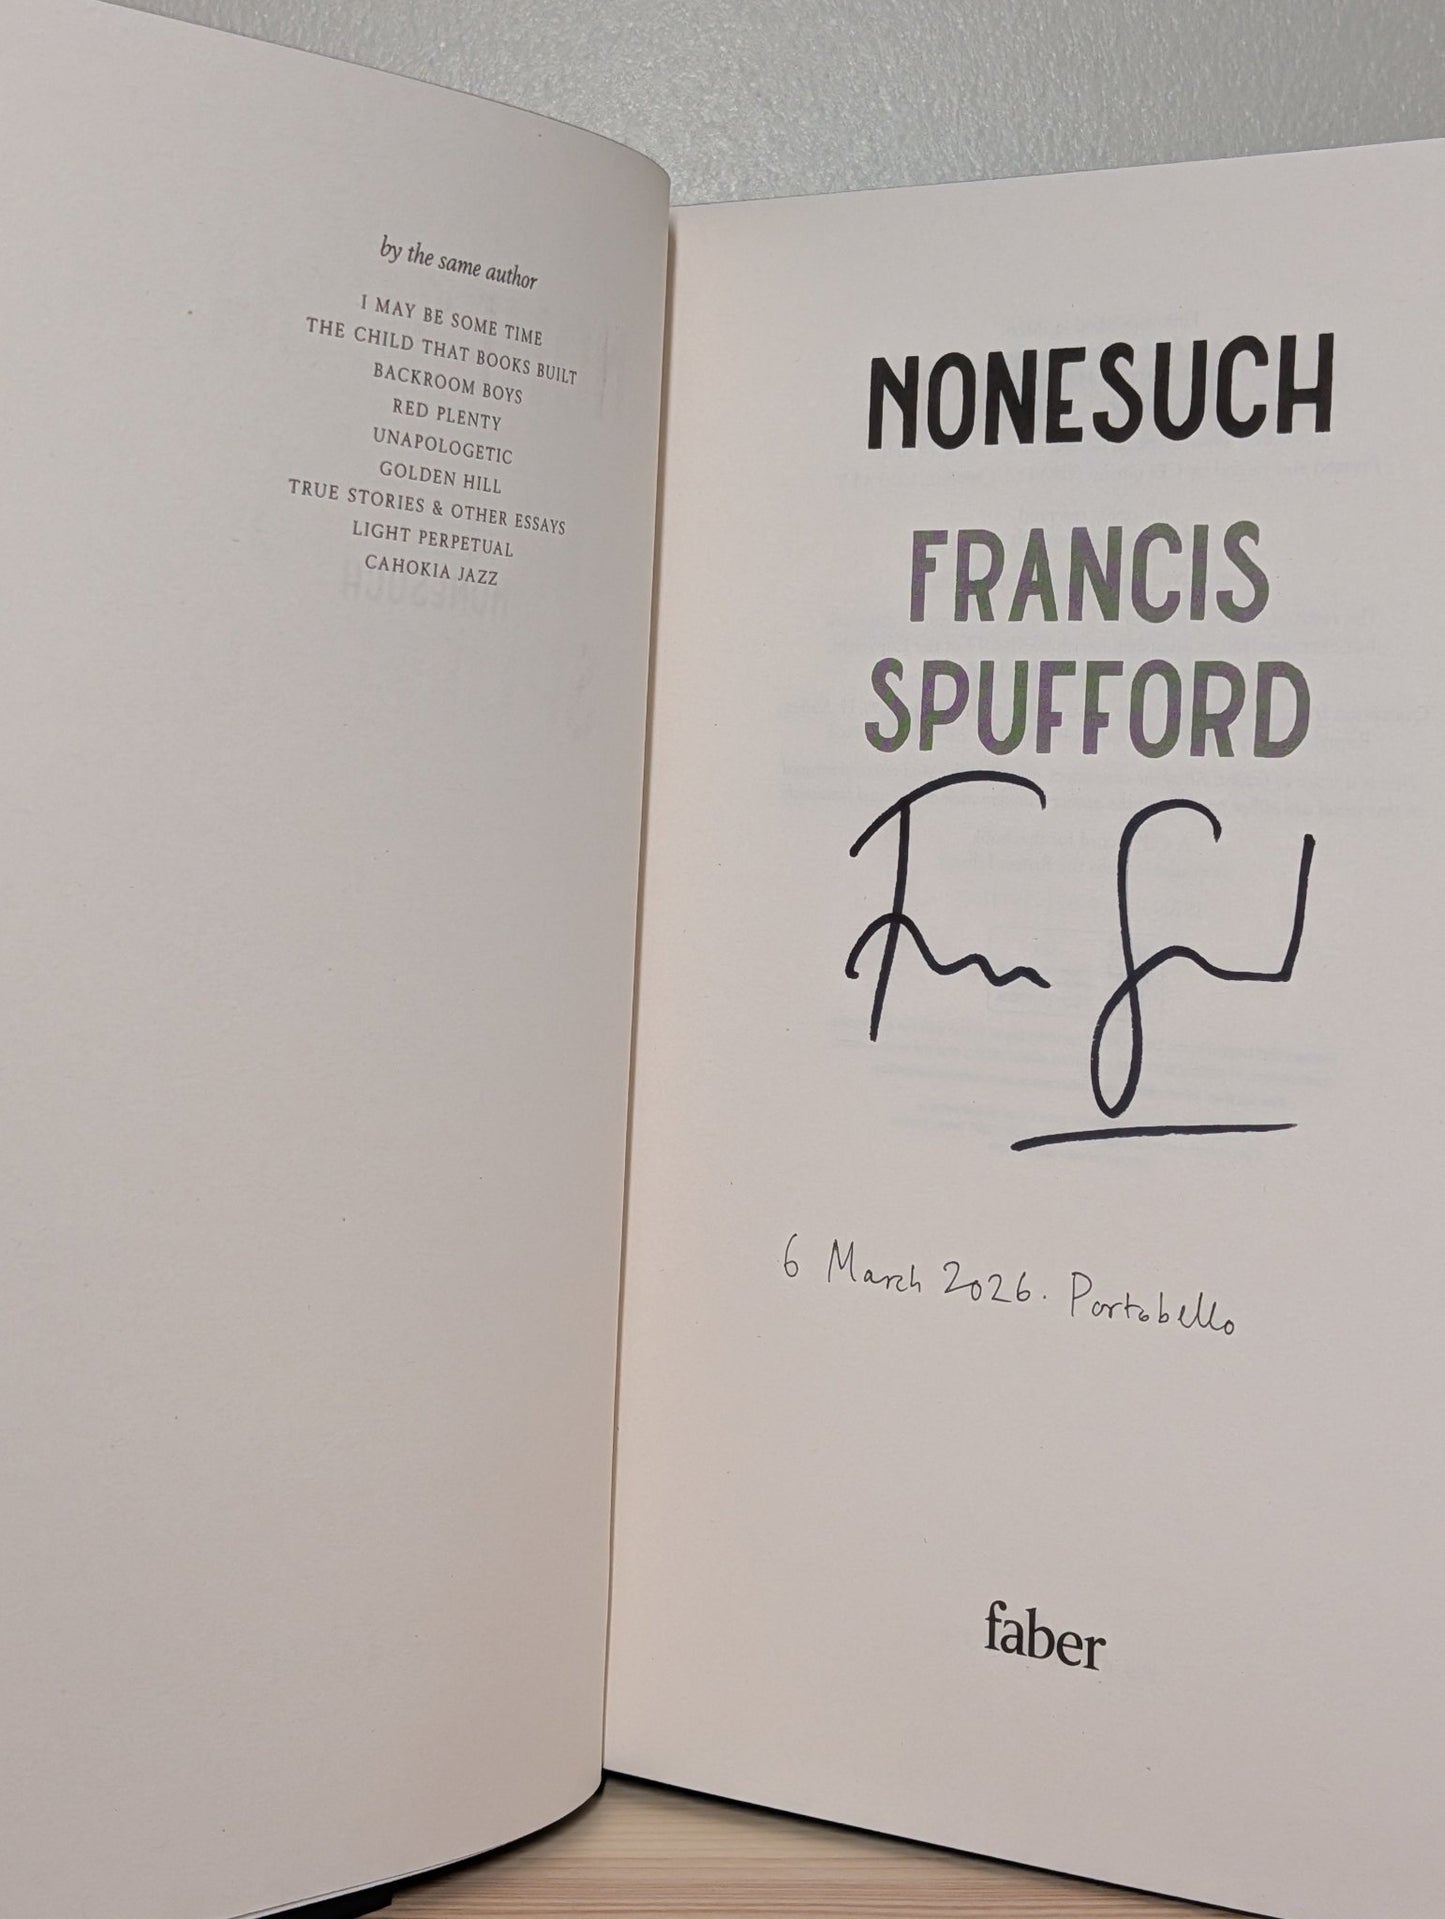 by the same author
I MAY BE SOME TIME
THE CHILD THAT BOOKS BUILT
BACKROOM BOYS
RED PLENTY
UNAPOLOGETIC
GOLDEN HILL
TRUE STORIES & OTHER ESSAYS
LIGHT PERPETUAL
CAHOKIA JAZZ
NONESUCH
FRANCIS
SPUFFORD
6 March 2026. Portobello
faber